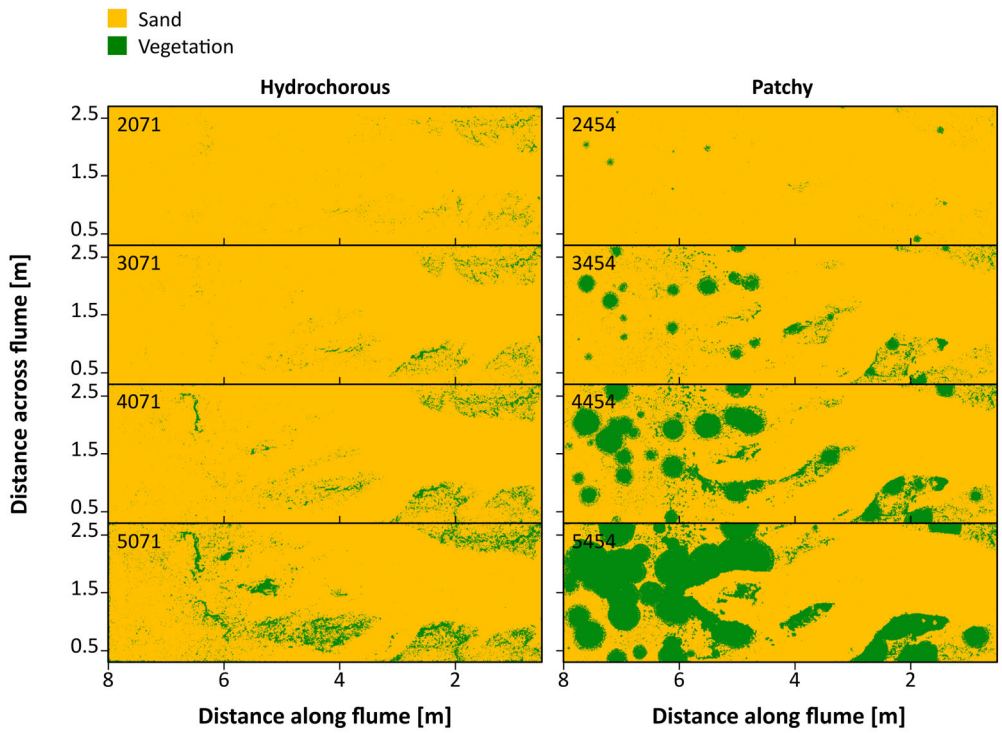 Sand
Vegetation
Hydrochorous
Patchy
2.5
1.5
0.5
2071
2454
2.5
1.5
0.5
3071
3454
2.5
1.5
0.5
4071
4454
2.5
1.5
0.5
5071
5454
Distance across flume [m]
8 6 4 2
8 6 4 2
Distance along flume [m]
Distance along flume [m]